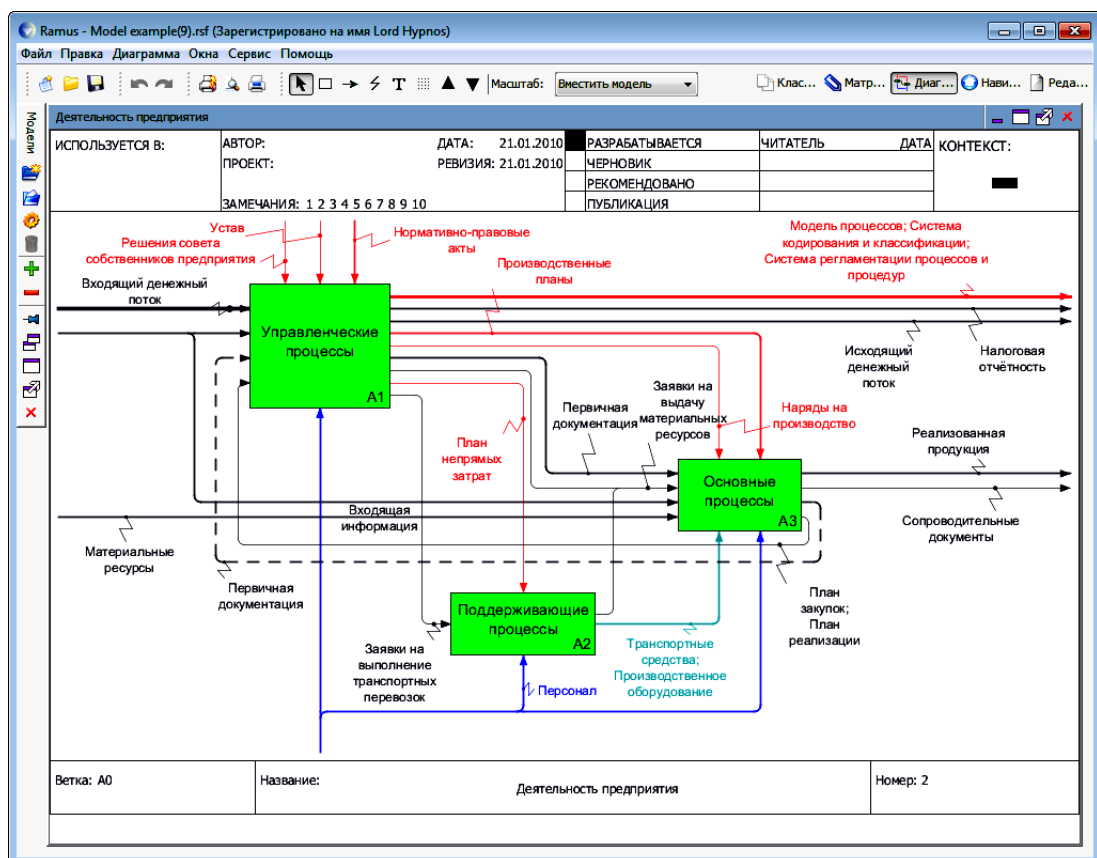 Ramus - Model example(9).rsf (Зарегистрировано на имя Lord Hypnos)
Файл Правка Диаграмма Окна Сервис Помощь
T Масштаб: Вместить модель Клас... Матр... Диаг... Нави... Реда...
Модели
Деятельность предприятия
ИСПОЛЬЗУЕТСЯ В:
АВТОР:
ДАТА: 21.01.2010
ПРОЕКТ:
РЕВИЗИЯ: 21.01.2010
ЗАМЕЧАНИЯ: 1 2 3 4 5 6 7 8 9 10
РАЗРАБАТЫВАЕТСЯ
ЧЕРНОВИК
РЕКОМЕНДОВАНО
ПУБЛИКАЦИЯ
ЧИТАТЕЛЬ
ДАТА
КОНТЕКСТ:
Устав
Решения совета
собственников предприятия
Нормативно-правовые
акты
Производственные
планы
Модель процессов; Система
кодирования и классификации;
Система регламентации процессов и
процедур
Входящий денежный
поток
Управленческие
процессы
A1
Исходящий
денежный
поток
Налоговая
отчётность
Заявки на
выдачу
материальных
ресурсов
Первичная
документация
Наряды на
производство
План
непрямых
затрат
Реализованная
продукция
Основные
процессы
A3
Входящая
информация
Сопроводительные
документы
Материальные
ресурсы
Первичная
документация
План
закупок;
План
реализации
Поддерживающие
процессы
A2
Заявки на
выполнение
транспортных
перевозок
Транспортные
средства;
Производственное
оборудование
Персонал
Ветка: A0
Название:
Деятельность предприятия
Номер: 2